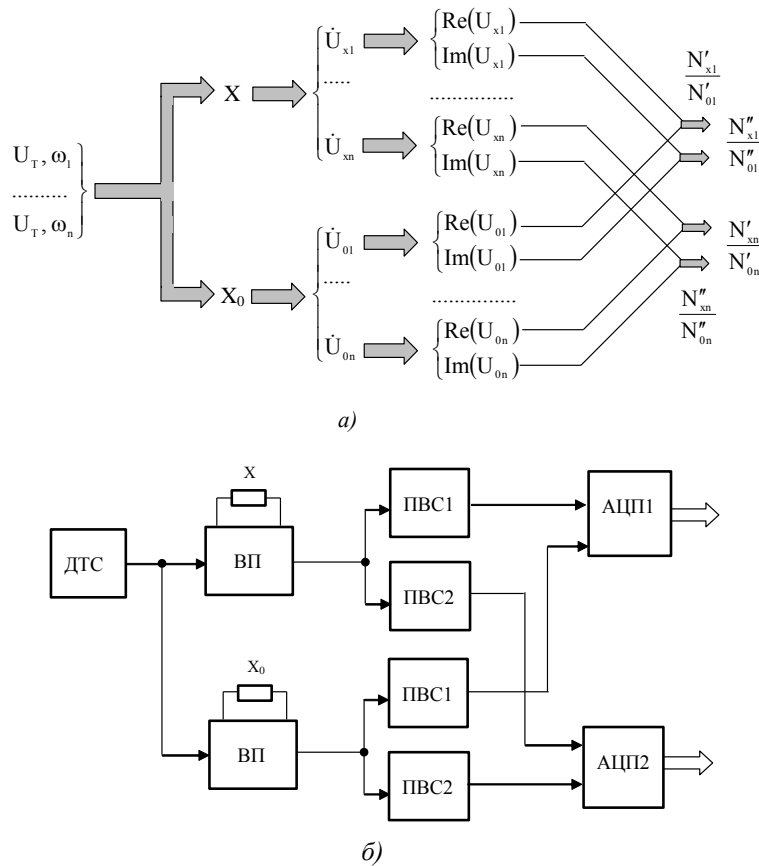 U_T, ω_1
........
U_T, ω_n
X
X_0
U̇_x1
.....
U̇_xn
U̇_01
.....
U̇_0n
Re(U_x1)
Im(U_x1)
...............
Re(U_xn)
Im(U_xn)
Re(U_01)
Im(U_01)
...............
Re(U_0n)
Im(U_0n)
N′_x1
N′_01
N″_x1
N″_01
N′_xn
N′_0n
N″_xn
N″_0n
а)
X
ДТС
ВП
ПВС1
АЦП1
ПВС2
X_0
ВП
ПВС1
ПВС2
АЦП2
б)